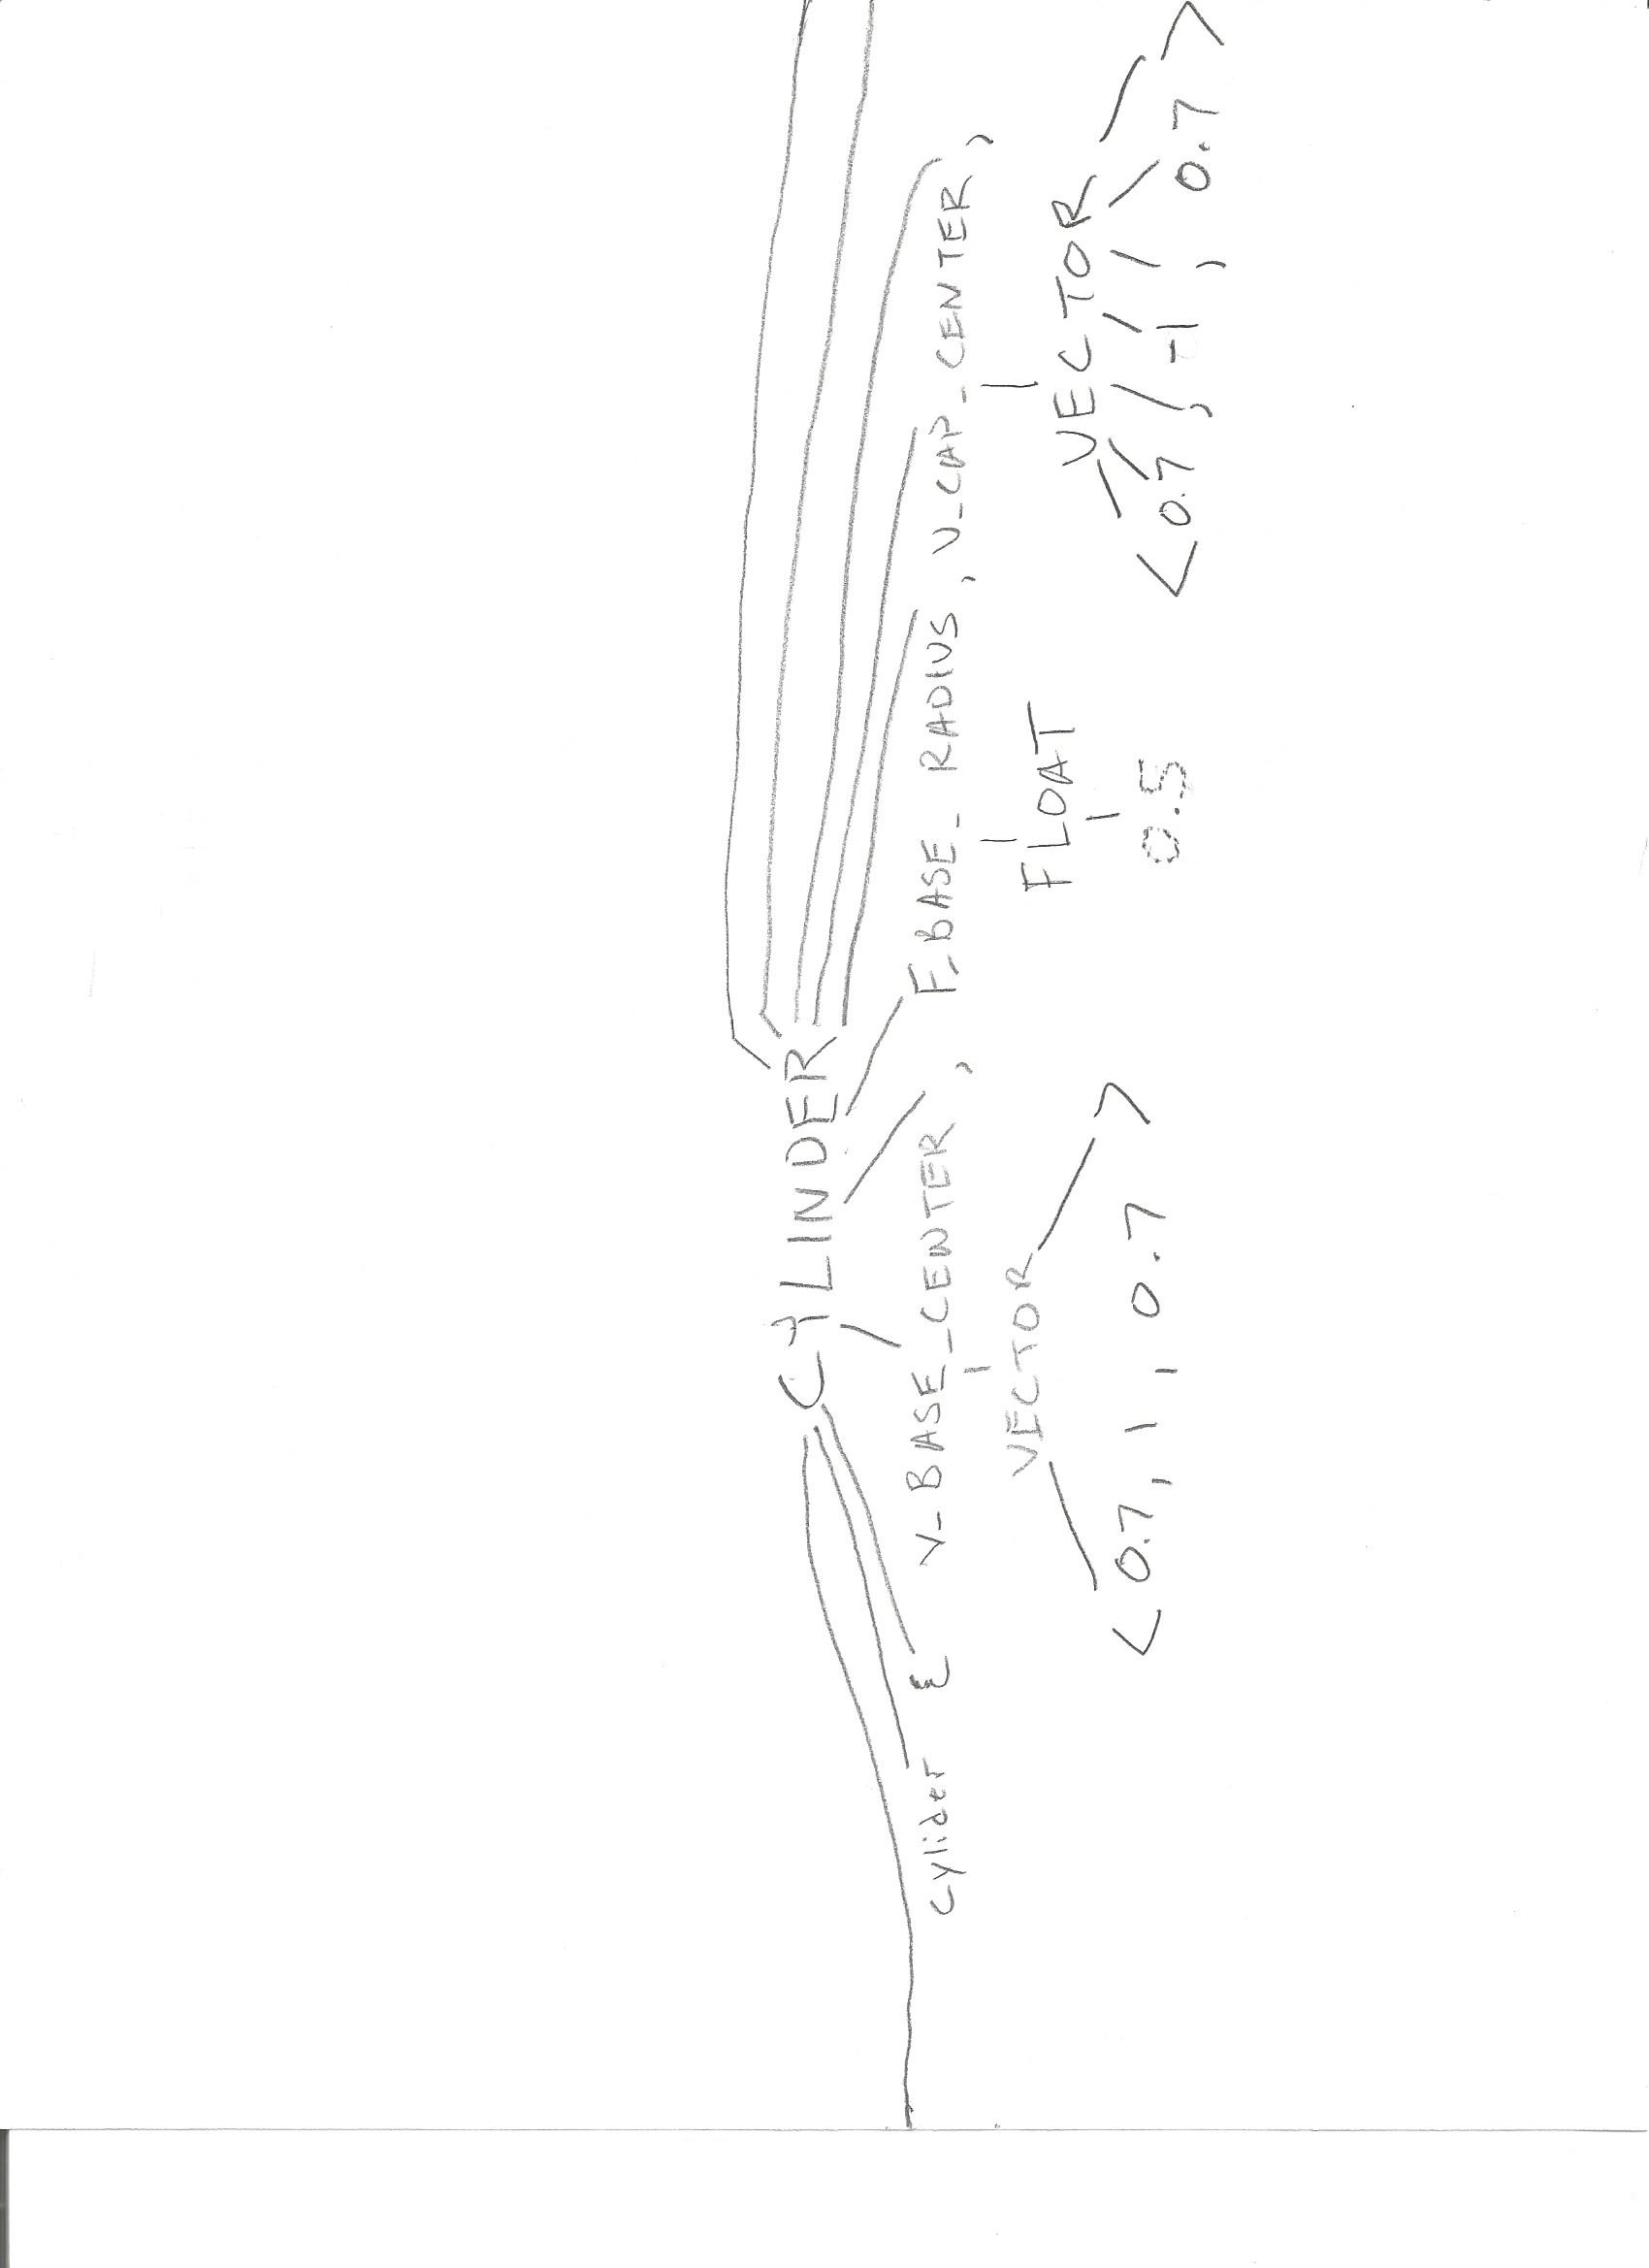 CYLINDER
cylider { V_BASE_CENTER , F_BASE_RADIUS , V_CAP_CENTER ,
VECTOR FLOAT VECTOR
< 0.7 , 1 , 0.7 > 0.5 < 0.7 , -1 , 0.7 >